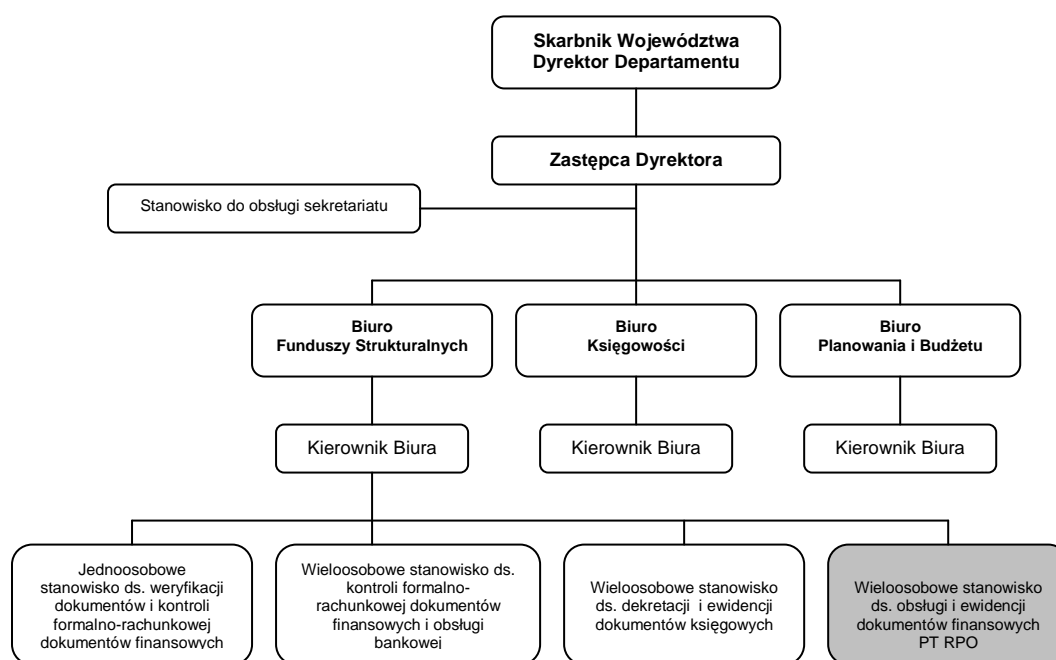 Skarbnik Województwa
Dyrektor Departamentu
Zastępca Dyrektora
Stanowisko do obsługi sekretariatu
Biuro
Funduszy Strukturalnych
Biuro
Księgowości
Biuro
Planowania i Budżetu
Kierownik Biura
Kierownik Biura
Kierownik Biura
Jednoosobowe
stanowisko ds. weryfikacji
dokumentów i kontroli
formalno-rachunkowej
dokumentów finansowych
Wieloosobowe stanowisko ds.
kontroli formalno-
rachunkowej dokumentów
finansowych i obsługi
bankowej
Wieloosobowe stanowisko
ds. dekretacji i ewidencji
dokumentów księgowych
Wieloosobowe stanowisko
ds. obsługi i ewidencji
dokumentów finansowych
PT RPO